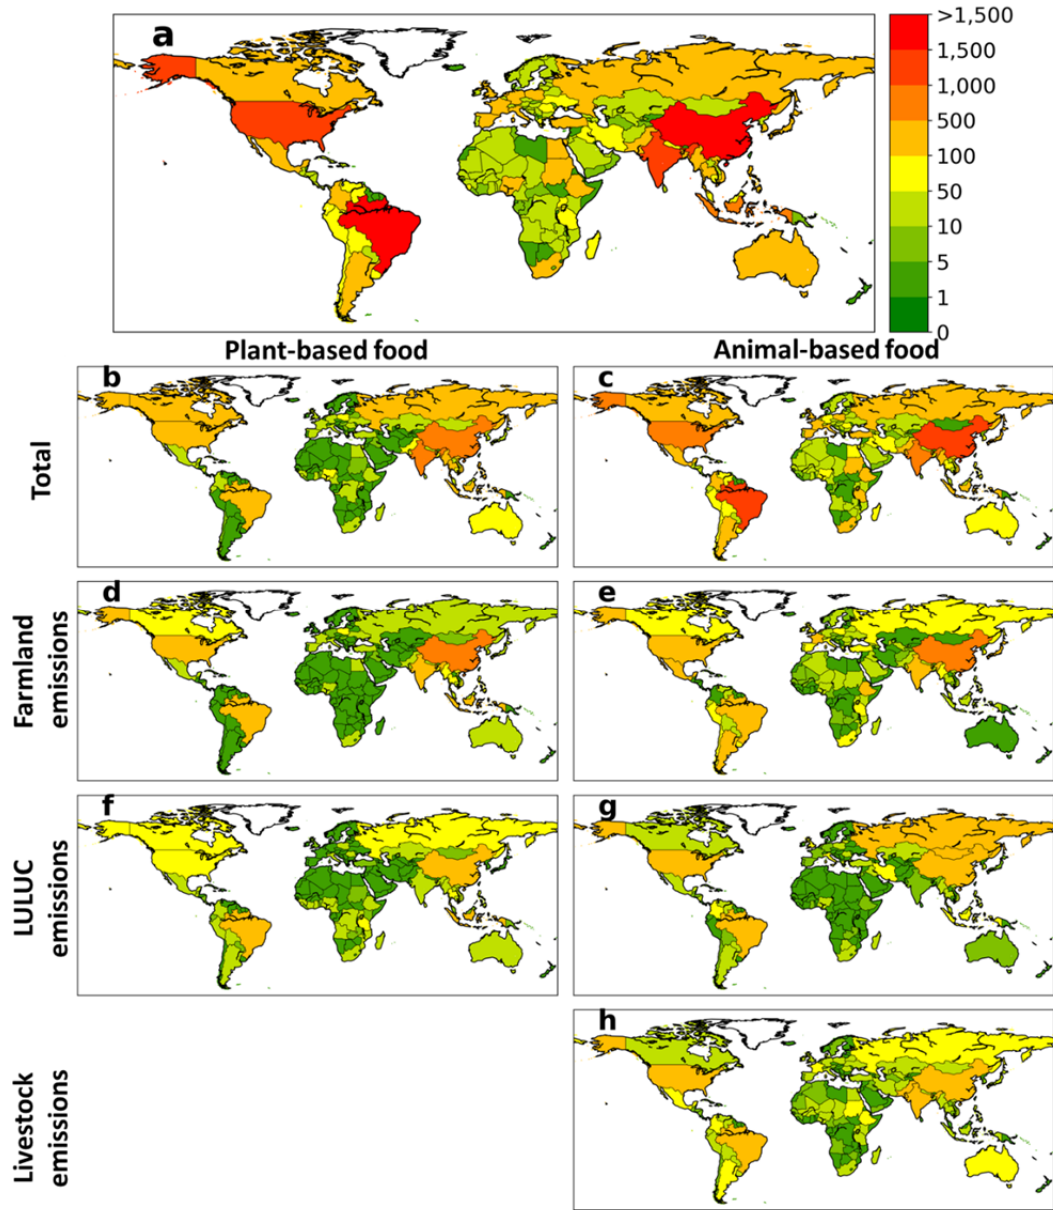 a
>1,500
1,500
1,000
500
100
50
10
5
1
0
Plant-based food
Animal-based food
b
c
Total
d
e
Farmland
emissions
f
g
LULUC
emissions
h
Livestock
emissions